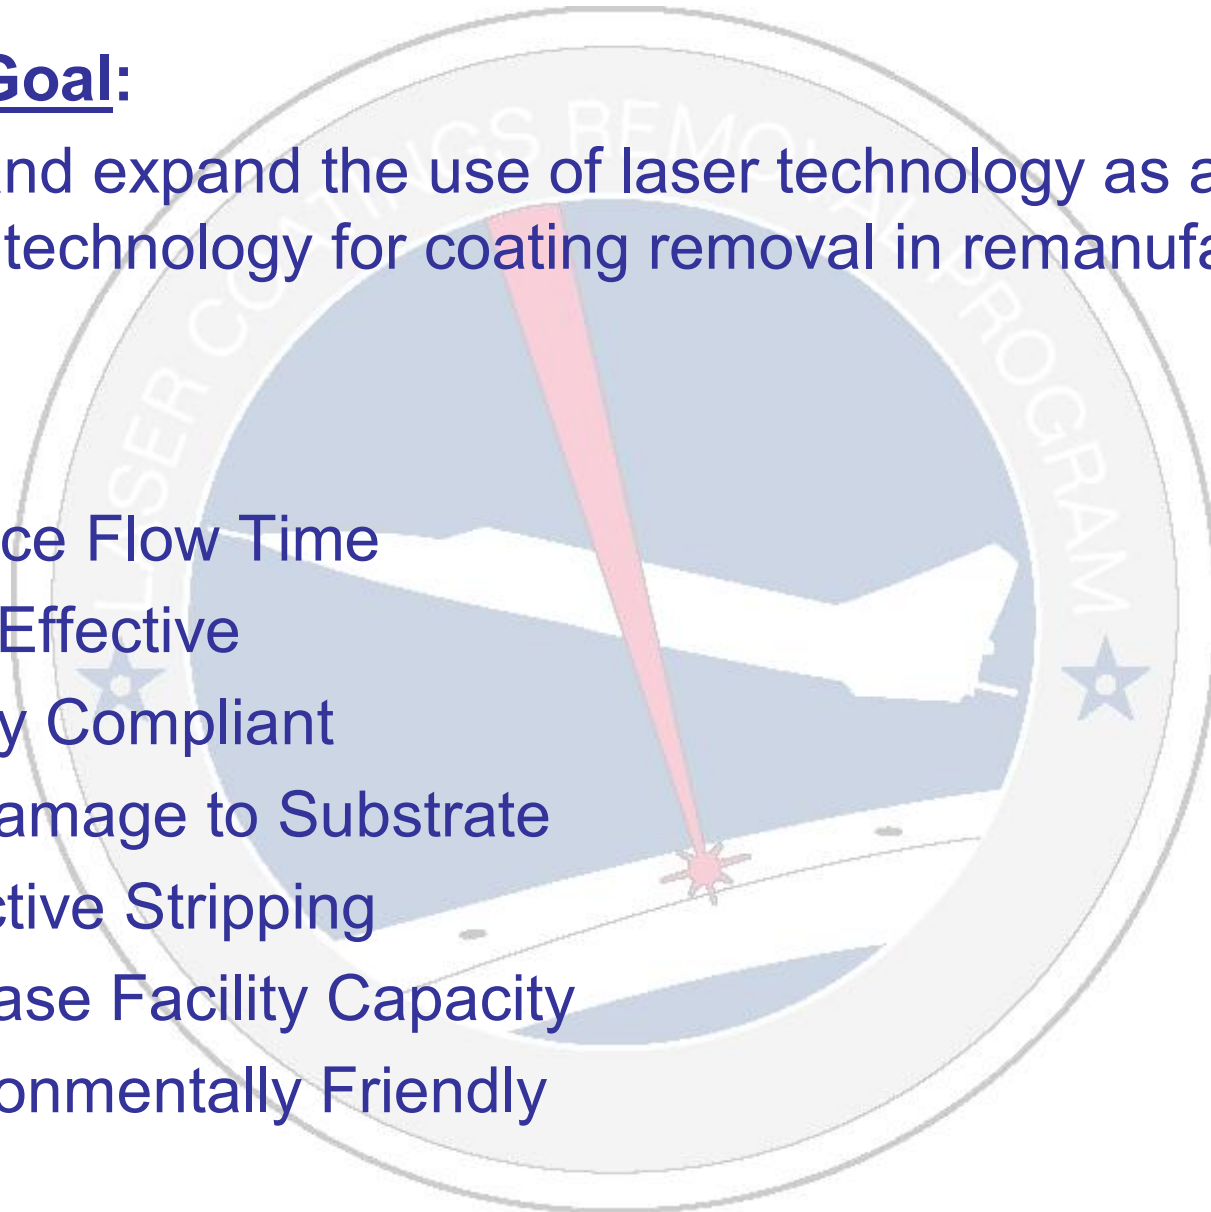 Goal:
and expand the use of laser technology as a
technology for coating removal in remanufa
ce Flow Time
Effective
y Compliant
amage to Substrate
ctive Stripping
ase Facility Capacity
onmentally Friendly
LASER COATINGS REMOVAL PROGRAM